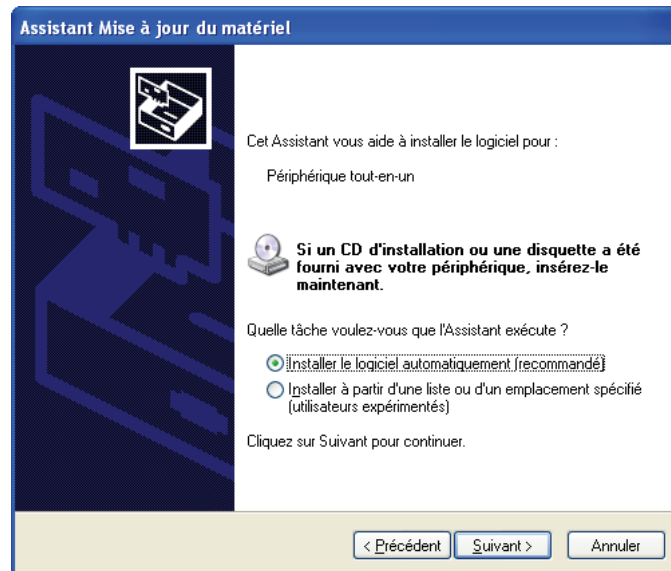 Assistant Mise à jour du matériel
Cet Assistant vous aide à installer le logiciel pour :
Périphérique tout-en-un
Si un CD d'installation ou une disquette a été
fourni avec votre périphérique, insérez-le
maintenant.
Quelle tâche voulez-vous que l'Assistant exécute ?
Installer le logiciel automatiquement (recommandé)
Installer à partir d'une liste ou d'un emplacement spécifié
(utilisateurs expérimentés)
Cliquez sur Suivant pour continuer.
< Précédent Suivant > Annuler